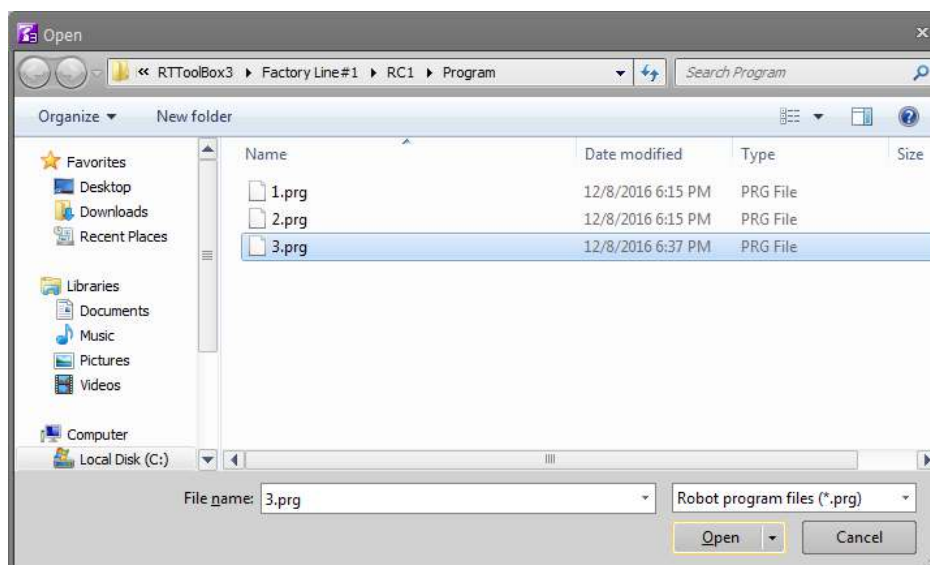 Open
« RTToolBox3 ▸ Factory Line#1 ▸ RC1 ▸ Program Search Program
Organize ▾ New folder
Name Date modified Type Size
Favorites
Desktop
Downloads
Recent Places
Libraries
Documents
Music
Pictures
Videos
Computer
Local Disk (C:)
1.prg 12/8/2016 6:15 PM PRG File
2.prg 12/8/2016 6:15 PM PRG File
3.prg 12/8/2016 6:37 PM PRG File
File name: 3.prg Robot program files (*.prg)
Open Cancel